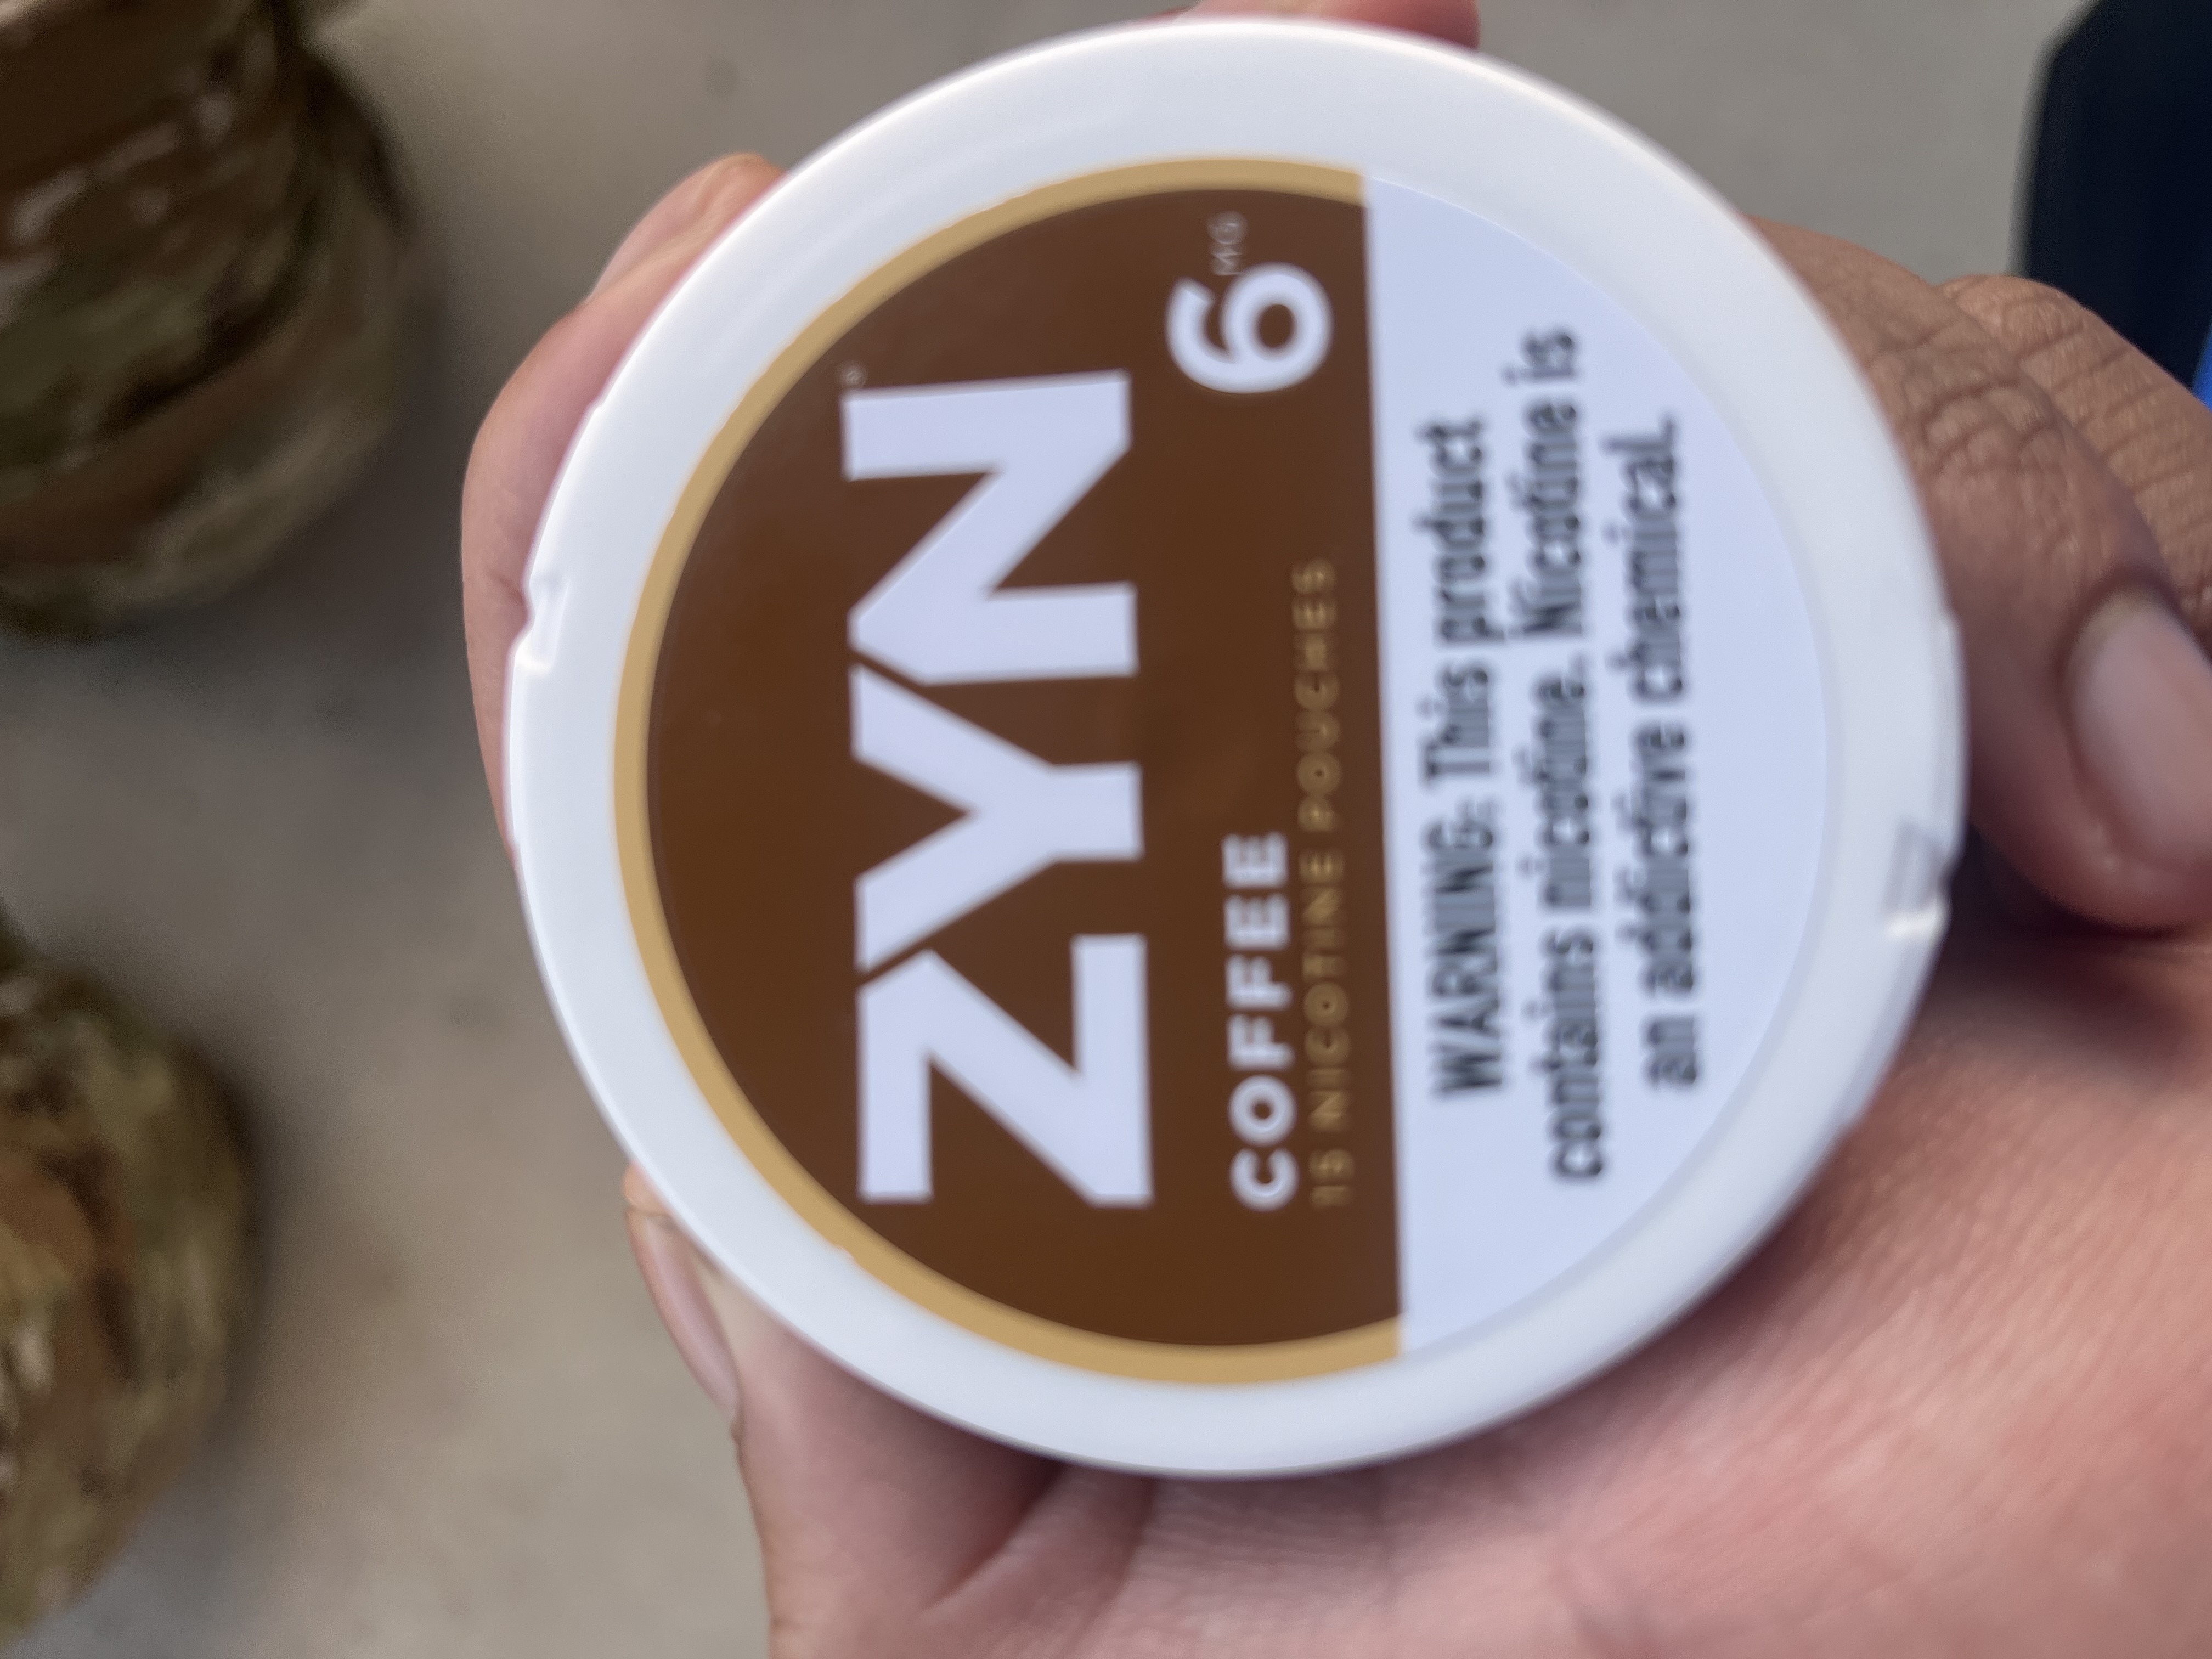 ZYN®
COFFEE
15 NICOTINE POUCHES
6 MG
WARNING: This product
contains nicotine. Nicotine is
an addictive chemical.